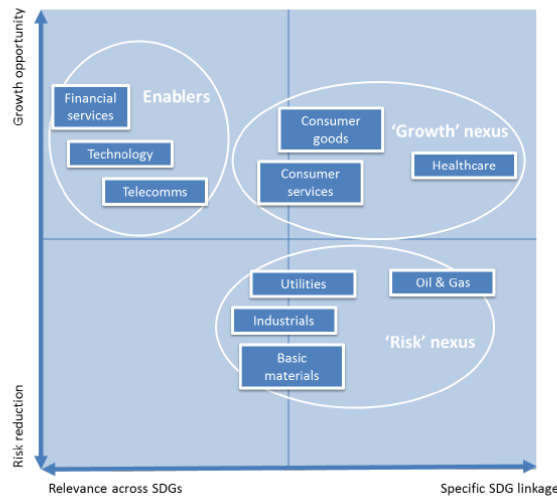 Growth opportunity
Enablers
Financial
services
Technology
Telecomms
Consumer
goods
'Growth' nexus
Healthcare
Consumer
services
Utilities
Oil & Gas
Industrials
'Risk' nexus
Basic
materials
Risk reduction
Relevance across SDGs
Specific SDG linkage